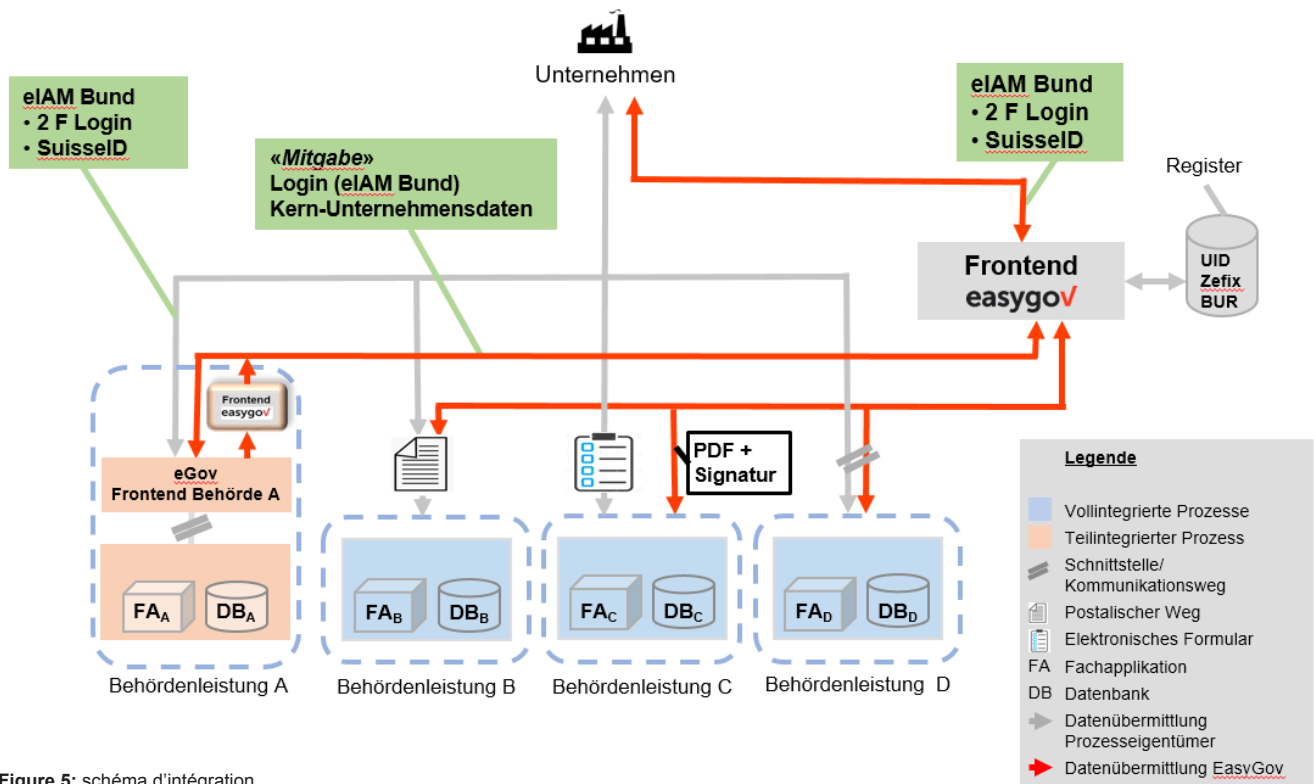 Unternehmen
eIAM Bund
• 2 F Login
• SuisseID
«Mitgabe»
Login (eIAM Bund)
Kern-Unternehmensdaten
eIAM Bund
• 2 F Login
• SuisseID
Register
UID
Zefix
BUR
Frontend
easygov
Frontend
easygov
eGov
Frontend Behörde A
PDF +
Signatur
FAA
DBA
FAB
DBB
FAC
DBC
FAD
DBD
Behördenleistung A
Behördenleistung B
Behördenleistung C
Behördenleistung D
Legende
Vollintegrierte Prozesse
Teilintegrierter Prozess
Schnittstelle/
Kommunikationsweg
Postalischer Weg
Elektronisches Formular
FA Fachapplikation
DB Datenbank
Datenübermittlung
Prozesseigentümer
Datenübermittlung EasyGov
Figure 5: schéma d'intégration